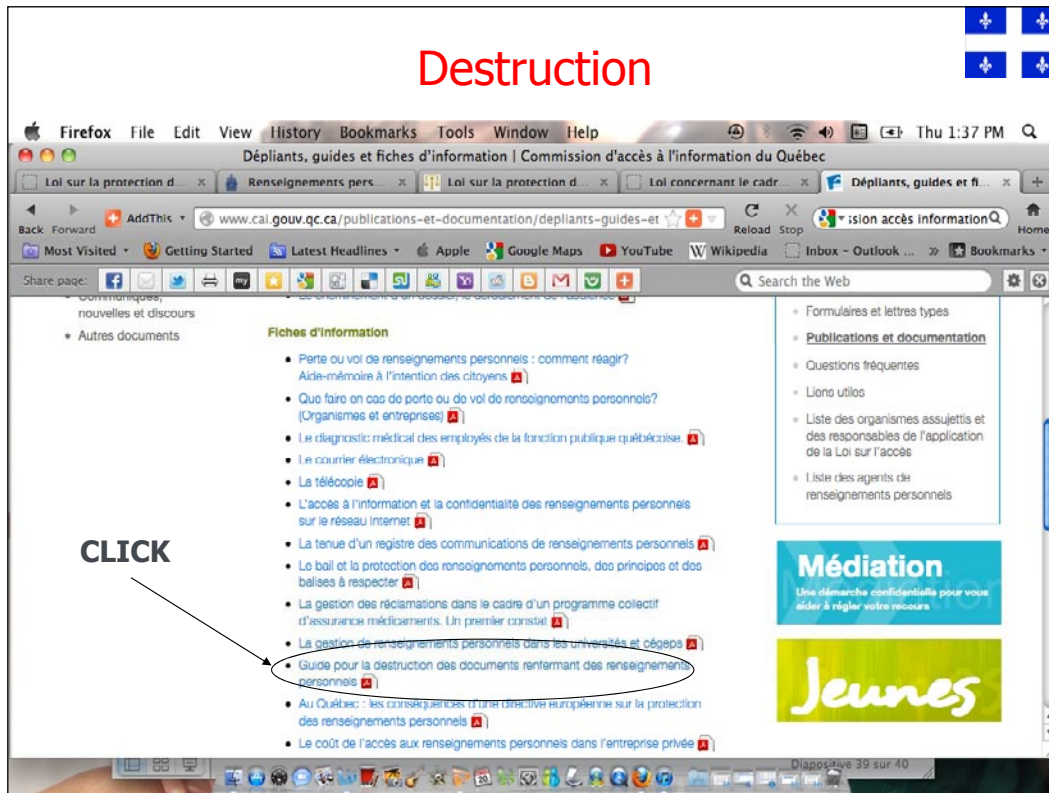 Destruction
Firefox File Edit View History Bookmarks Tools Window Help Thu 1:37 PM
Dépliants, guides et fiches d'information | Commission d'accès à l'information du Québec
Loi sur la protection d... Renseignements pers... Loi sur la protection d... Loi concernant le cadr... Dépliants, guides et fi...
Back Forward AddThis www.cai.gouv.qc.ca/publications-et-documentation/depliants-guides-et Reload Stop ision accès information Home
Most Visited Getting Started Latest Headlines Apple Google Maps YouTube Wikipedia Inbox - Outlook ... » Bookmarks
Share page: Search the Web
Communiqués,
nouvelles et discours
Autres documents
Le cheminement d'un dossier, le déroulement de l'audience
Fiches d'information
Perte ou vol de renseignements personnels : comment réagir?
Aide-mémoire à l'intention des citoyens
Que faire en cas de perte ou de vol de renseignements personnels?
(Organismes et entreprises)
Le diagnostic médical des employés de la fonction publique québécoise.
Le courrier électronique
La télécopie
L'accès à l'information et la confidentialité des renseignements personnels
sur le réseau Internet
La tenue d'un registre des communications de renseignements personnels
Le bail et la protection des renseignements personnels, des principes et des
balises à respecter
La gestion des réclamations dans le cadre d'un programme collectif
d'assurance médicaments. Un premier constat
La gestion de renseignements personnels dans les universités et cégeps
Guide pour la destruction des documents renfermant des renseignements
personnels
Au Québec : les conséquences d'une directive européenne sur la protection
des renseignements personnels
Le coût de l'accès aux renseignements personnels dans l'entreprise privée
CLICK
Formulaires et lettres types
Publications et documentation
Questions fréquentes
Liens utiles
Liste des organismes assujettis et
des responsables de l'application
de la Loi sur l'accès
Liste des agents de
renseignements personnels
Médiation
Une démarche confidentielle pour vous
aider à régler votre recours
Jeunes
Diapositive 39 sur 40